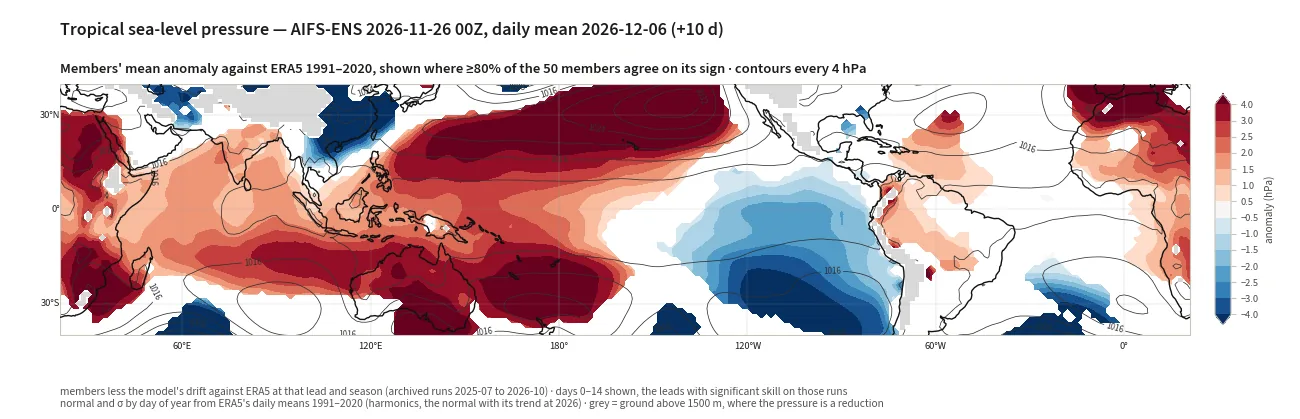 Tropical sea-level pressure — AIFS-ENS 2026-11-26 00Z, daily mean 2026-12-06 (+10 d)
Members' mean anomaly against ERA5 1991–2020, shown where ≥80% of the 50 members agree on its sign · contours every 4 hPa
30°N
0°
30°S
60°E
120°E
180°
120°W
60°W
0°
1016
1016
1016
1016
1016
1016
1016
1016
1016
1016
1016
4.0
3.0
2.5
2.0
1.5
1.0
0.5
−0.5
−1.0
−1.5
−2.0
−2.5
−3.0
−4.0
anomaly (hPa)
members less the model's drift against ERA5 at that lead and season (archived runs 2025-07 to 2026-10) · days 0–14 shown, the leads with significant skill on those runs
normal and σ by day of year from ERA5's daily means 1991–2020 (harmonics, the normal with its trend at 2026) · grey = ground above 1500 m, where the pressure is a reduction